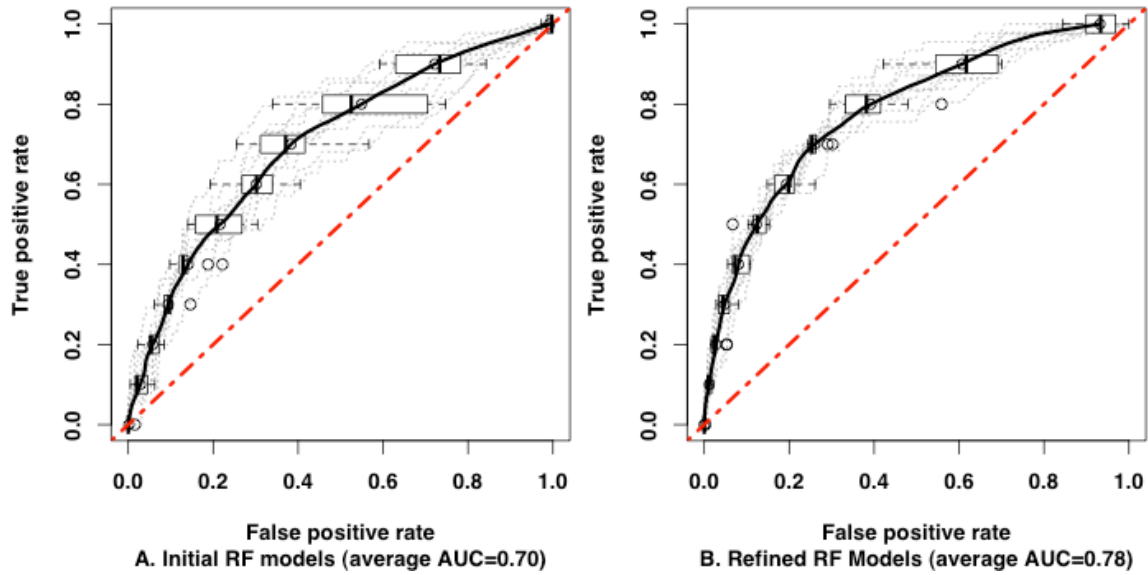 True positive rate
1.0
0.8
0.6
0.4
0.2
0.0
0.0 0.2 0.4 0.6 0.8 1.0
False positive rate
A. Initial RF models (average AUC=0.70)
True positive rate
1.0
0.8
0.6
0.4
0.2
0.0
0.0 0.2 0.4 0.6 0.8 1.0
False positive rate
B. Refined RF Models (average AUC=0.78)